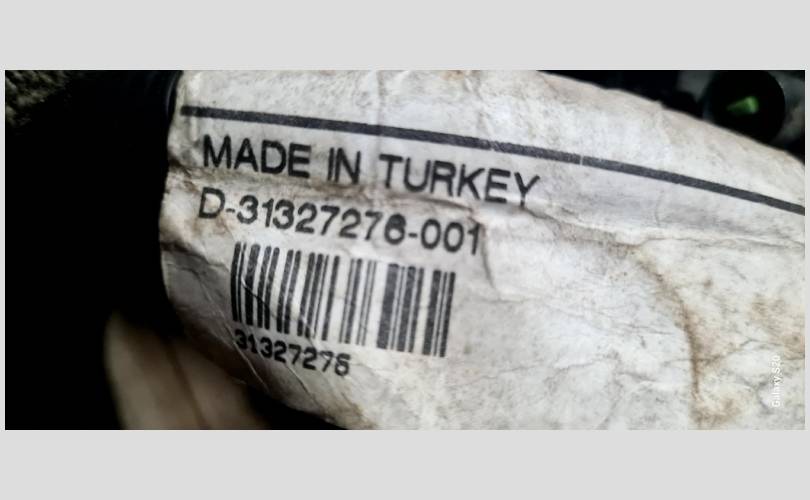 MADE IN TURKEY
D-31327276-001
31327276
Galaxy S20